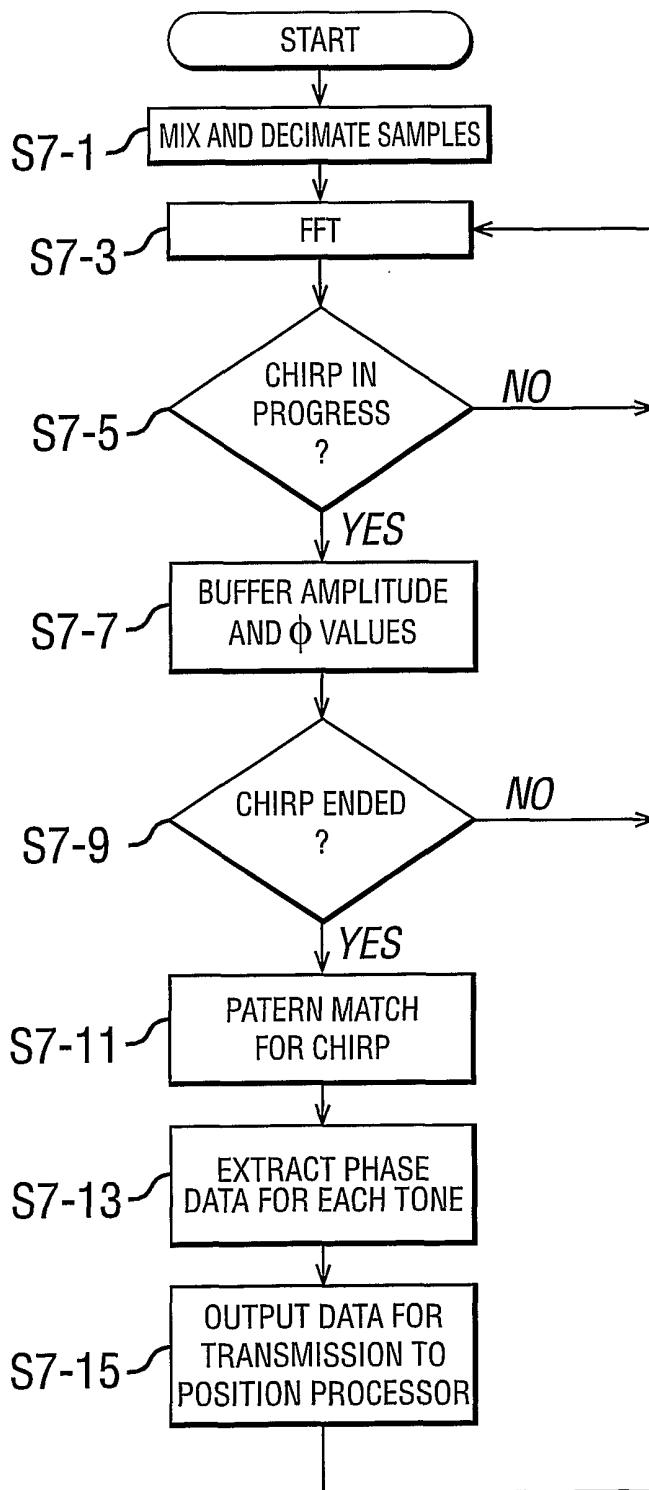 START
S7-1
MIX AND DECIMATE SAMPLES
S7-3
FFT
S7-5
CHIRP IN
PROGRESS
?
NO
YES
S7-7
BUFFER AMPLITUDE
AND ϕ VALUES
S7-9
CHIRP ENDED
?
NO
YES
S7-11
PATERN MATCH
FOR CHIRP
S7-13
EXTRACT PHASE
DATA FOR EACH TONE
S7-15
OUTPUT DATA FOR
TRANSMISSION TO
POSITION PROCESSOR